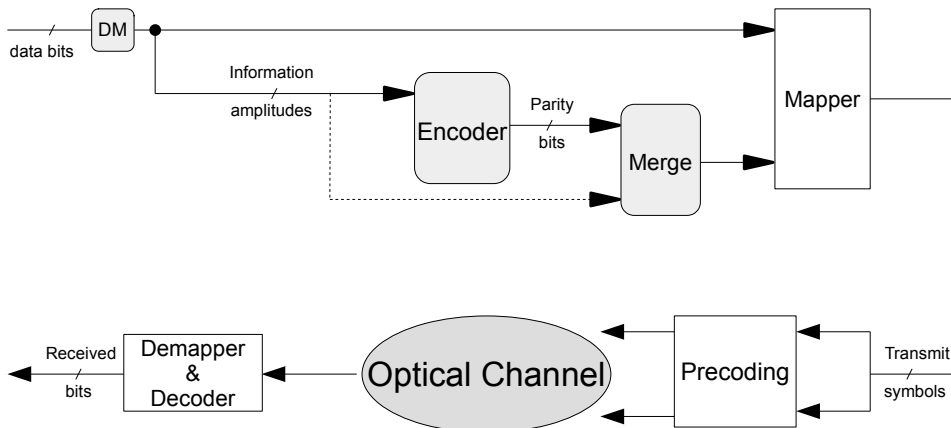 data bits
DM
Information
amplitudes
Encoder
Parity
bits
Merge
Mapper
Received
bits
Demapper
&
Decoder
Optical Channel
Precoding
Transmit
symbols